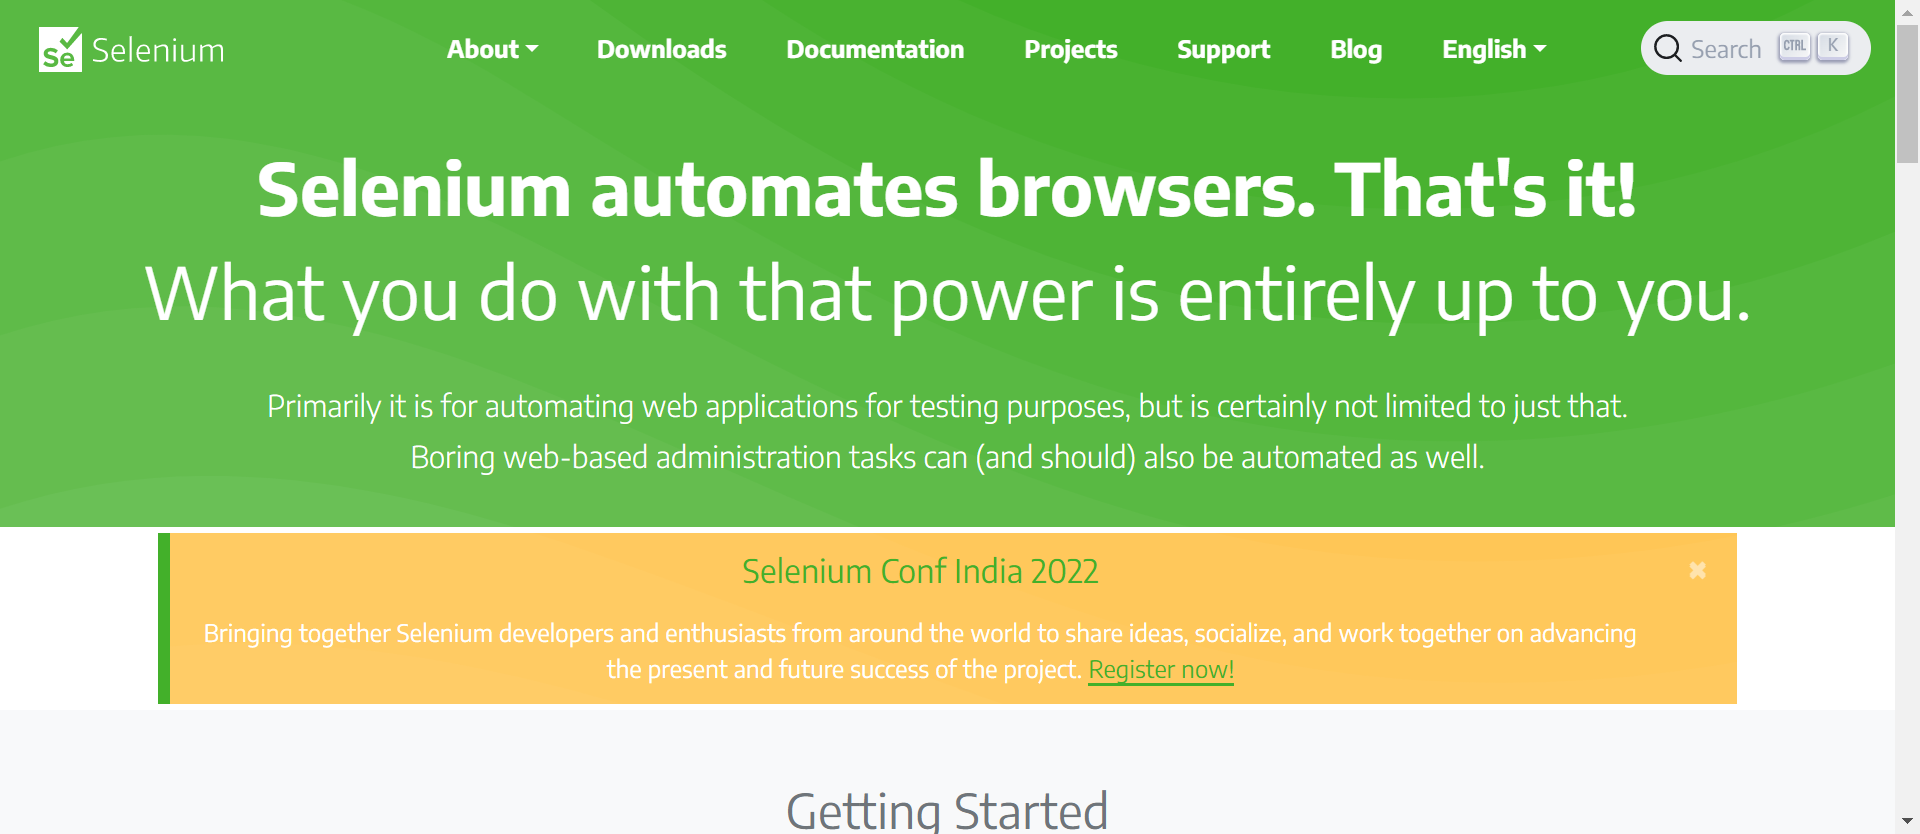 Se Selenium
About
Downloads
Documentation
Projects
Support
Blog
English
Search CTRL K
Selenium automates browsers. That's it!
What you do with that power is entirely up to you.
Primarily it is for automating web applications for testing purposes, but is certainly not limited to just that.
Boring web-based administration tasks can (and should) also be automated as well.
Selenium Conf India 2022
Bringing together Selenium developers and enthusiasts from around the world to share ideas, socialize, and work together on advancing
the present and future success of the project. Register now!
Getting Started